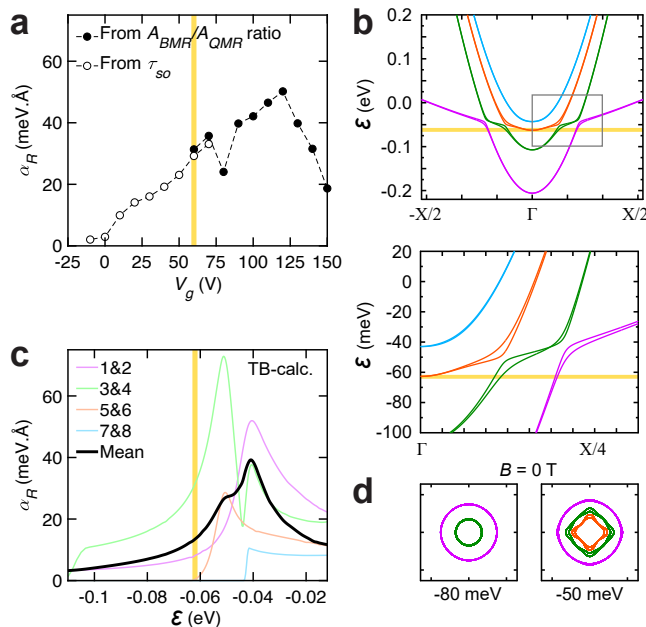 a
From A_BMR/A_QMR ratio
From τ_so
α_R (meV.Å)
60
40
20
0
-25 0 25 50 75 100 125 150
V_g (V)
b
ε (eV)
0.2
0.1
0.0
-0.1
-0.2
-X/2 Γ X/2
ε (meV)
20
0
-20
-40
-60
-80
-100
Γ X/4
c
TB-calc.
1&2
3&4
5&6
7&8
Mean
α_R (meV.Å)
80
60
40
20
0
-0.1 -0.08 -0.06 -0.04 -0.02
ε (eV)
d
B = 0 T
-80 meV
-50 meV